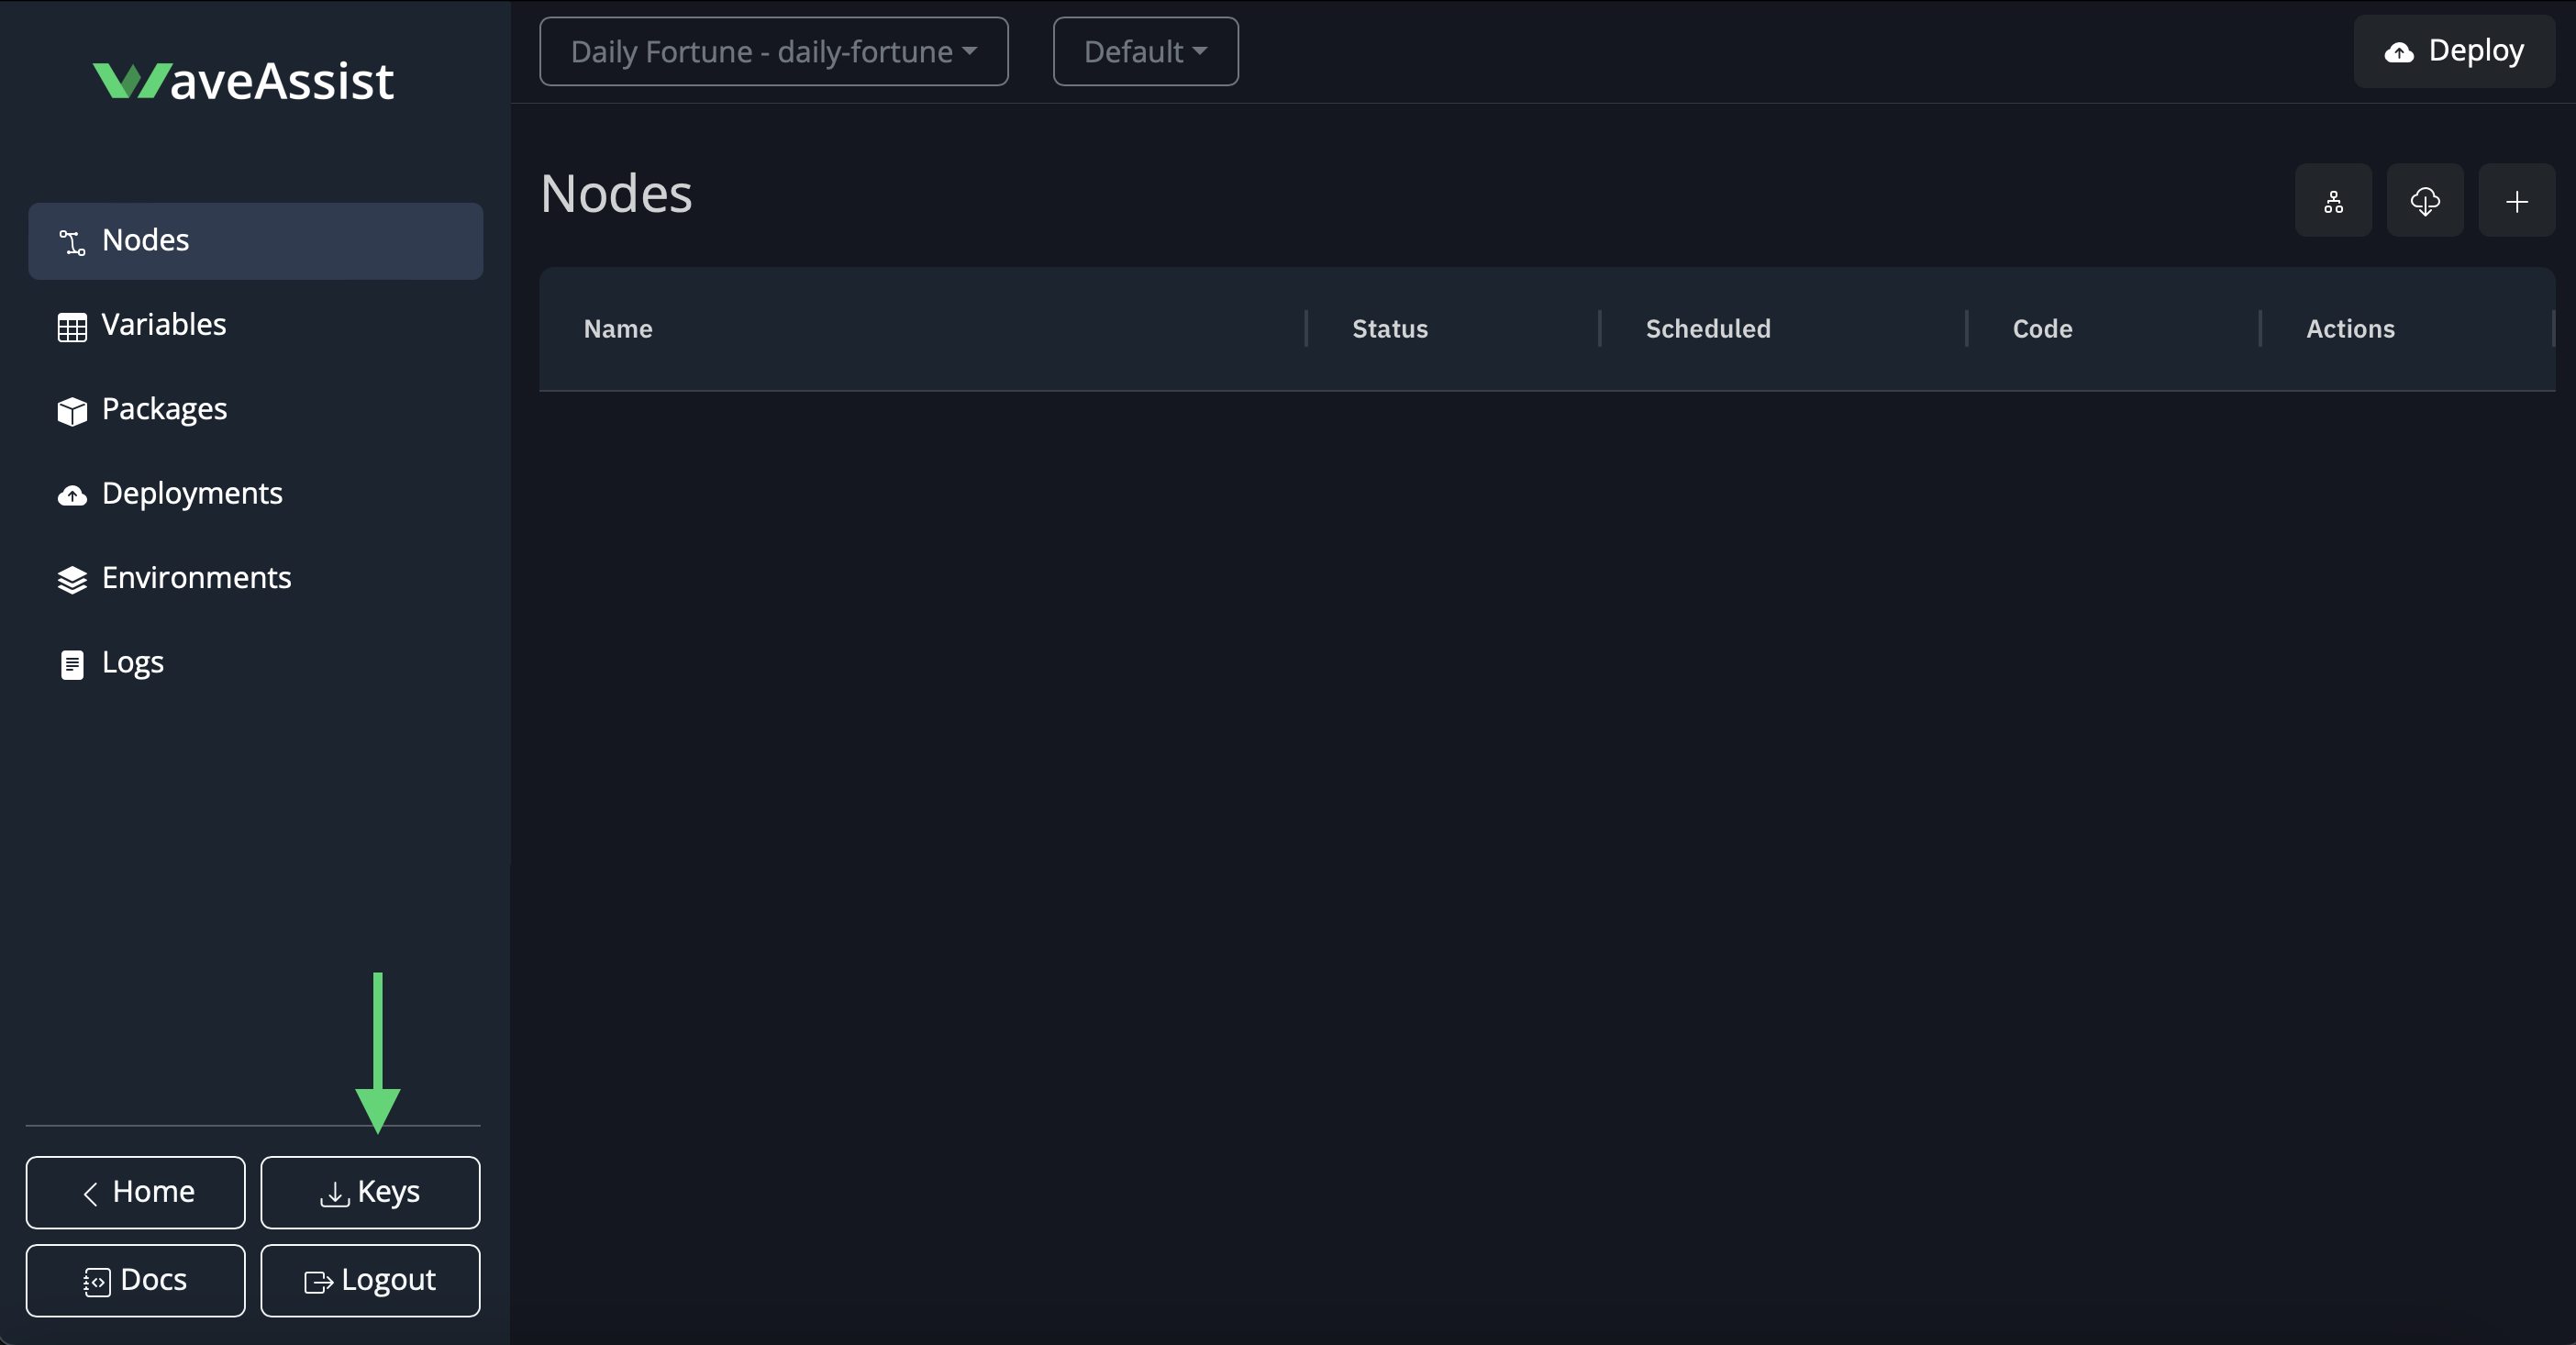 WaveAssist
Daily Fortune - daily-fortune
Default
Deploy
Nodes
Variables
Packages
Deployments
Environments
Logs
Home
Keys
Docs
Logout
Nodes
Name
Status
Scheduled
Code
Actions